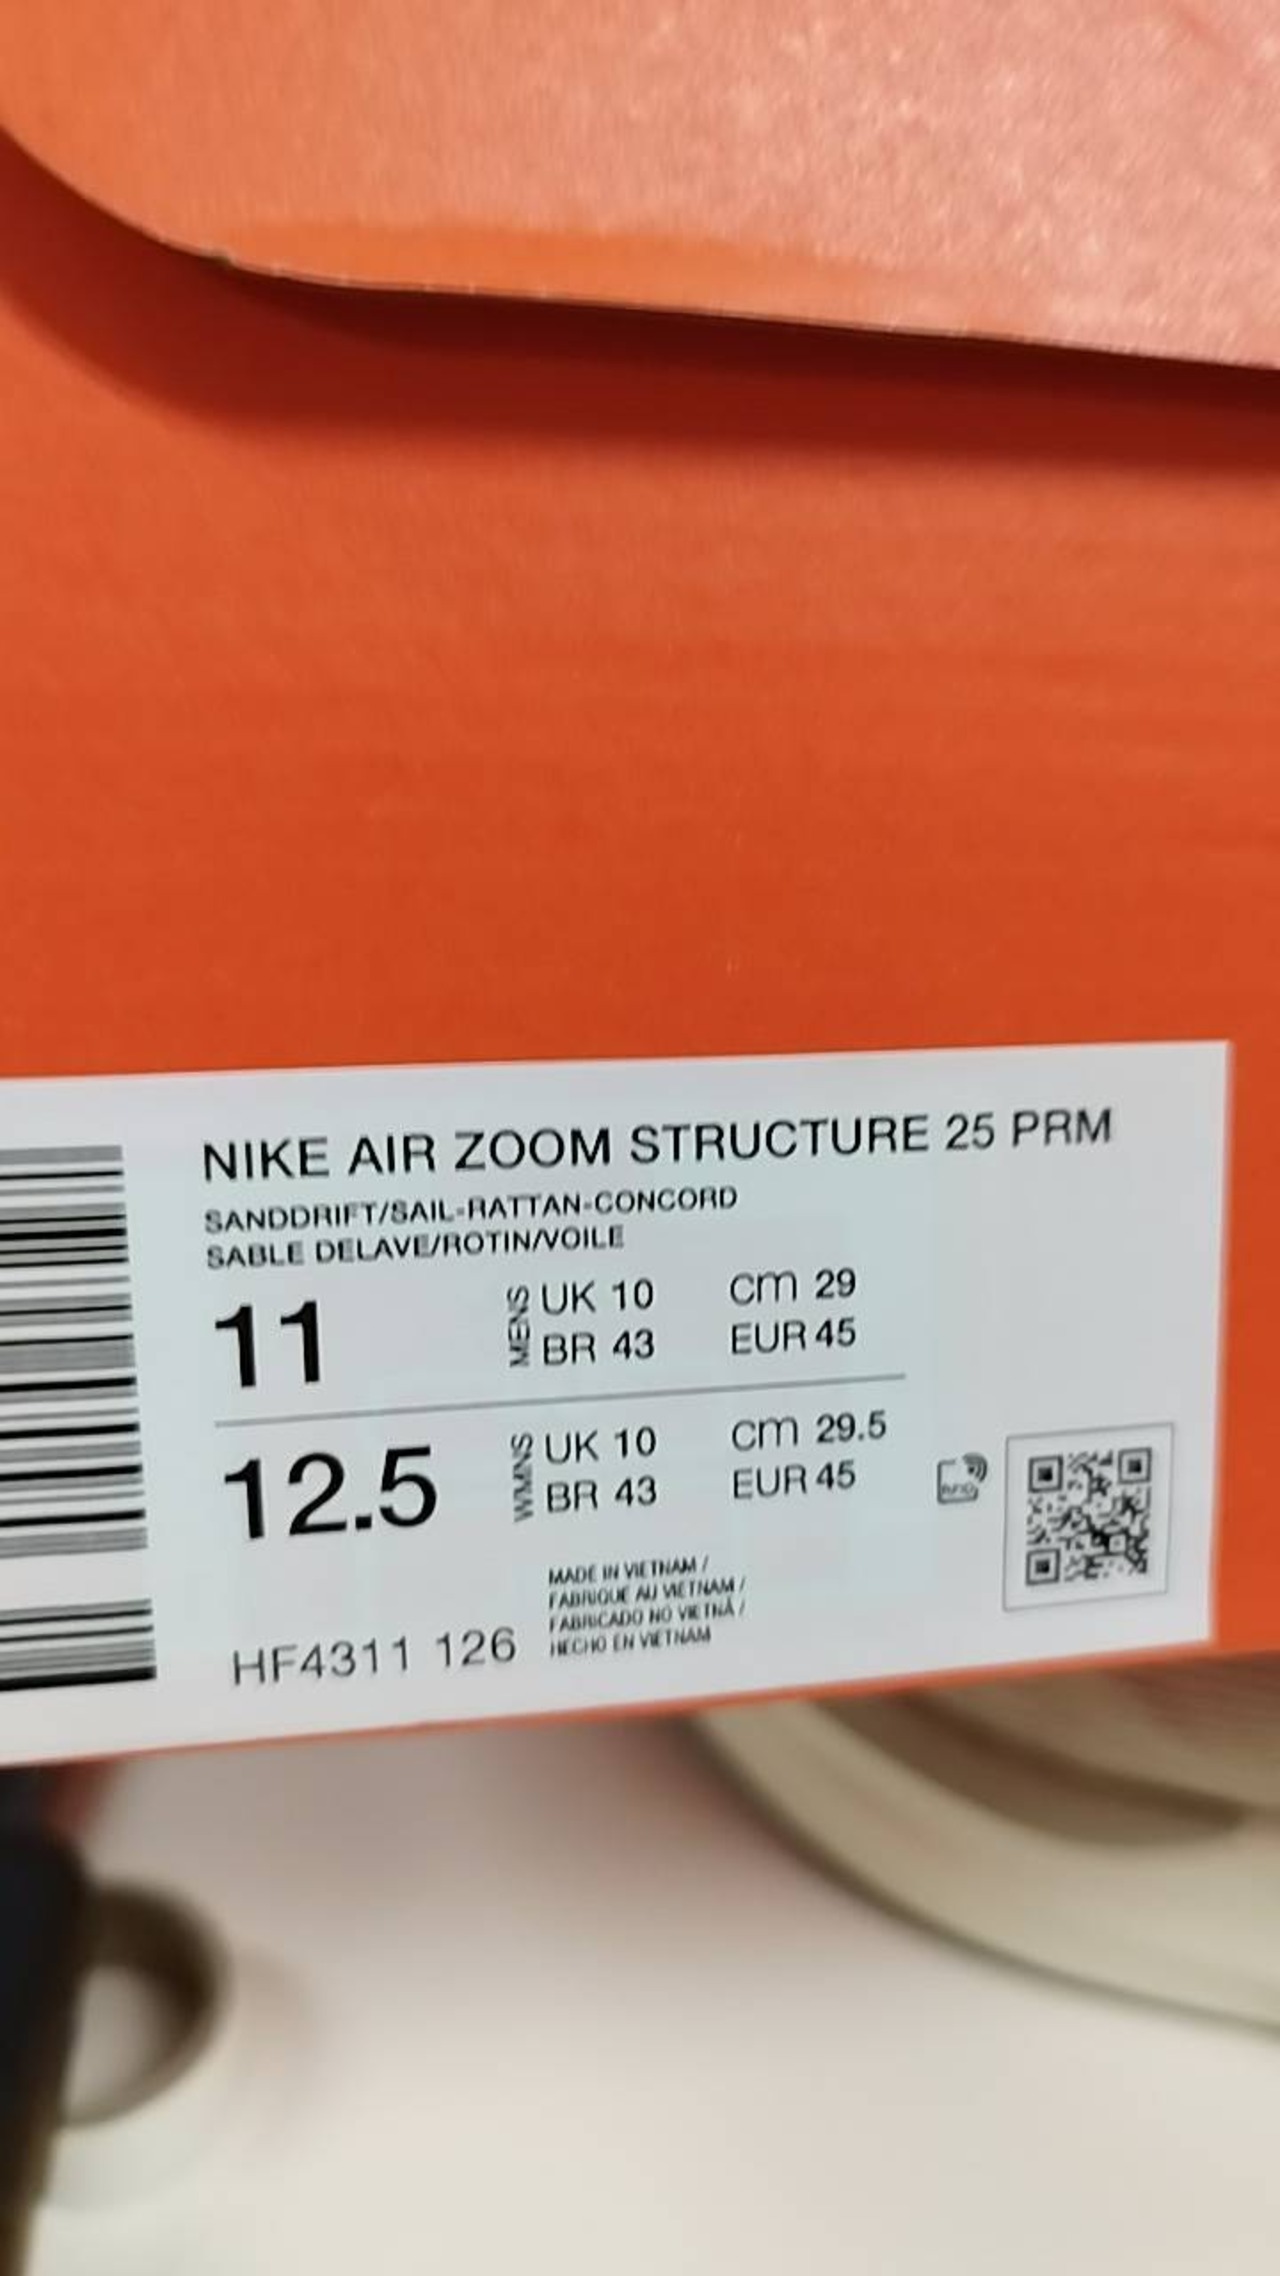 NIKE AIR ZOOM STRUCTURE 25 PRM
SANDDRIFT/SAIL-RATTAN-CONCORD
SABLE DELAVE/ROTIN/VOILE
11
MENS
UK 10 cm 29
BR 43 EUR 45
12.5
WMNS
UK 10 cm 29.5
BR 43 EUR 45
RFID
MADE IN VIETNAM /
FABRIQUE AU VIETNAM /
FABRICADO NO VIETNÃ /
HECHO EN VIETNAM
HF4311 126